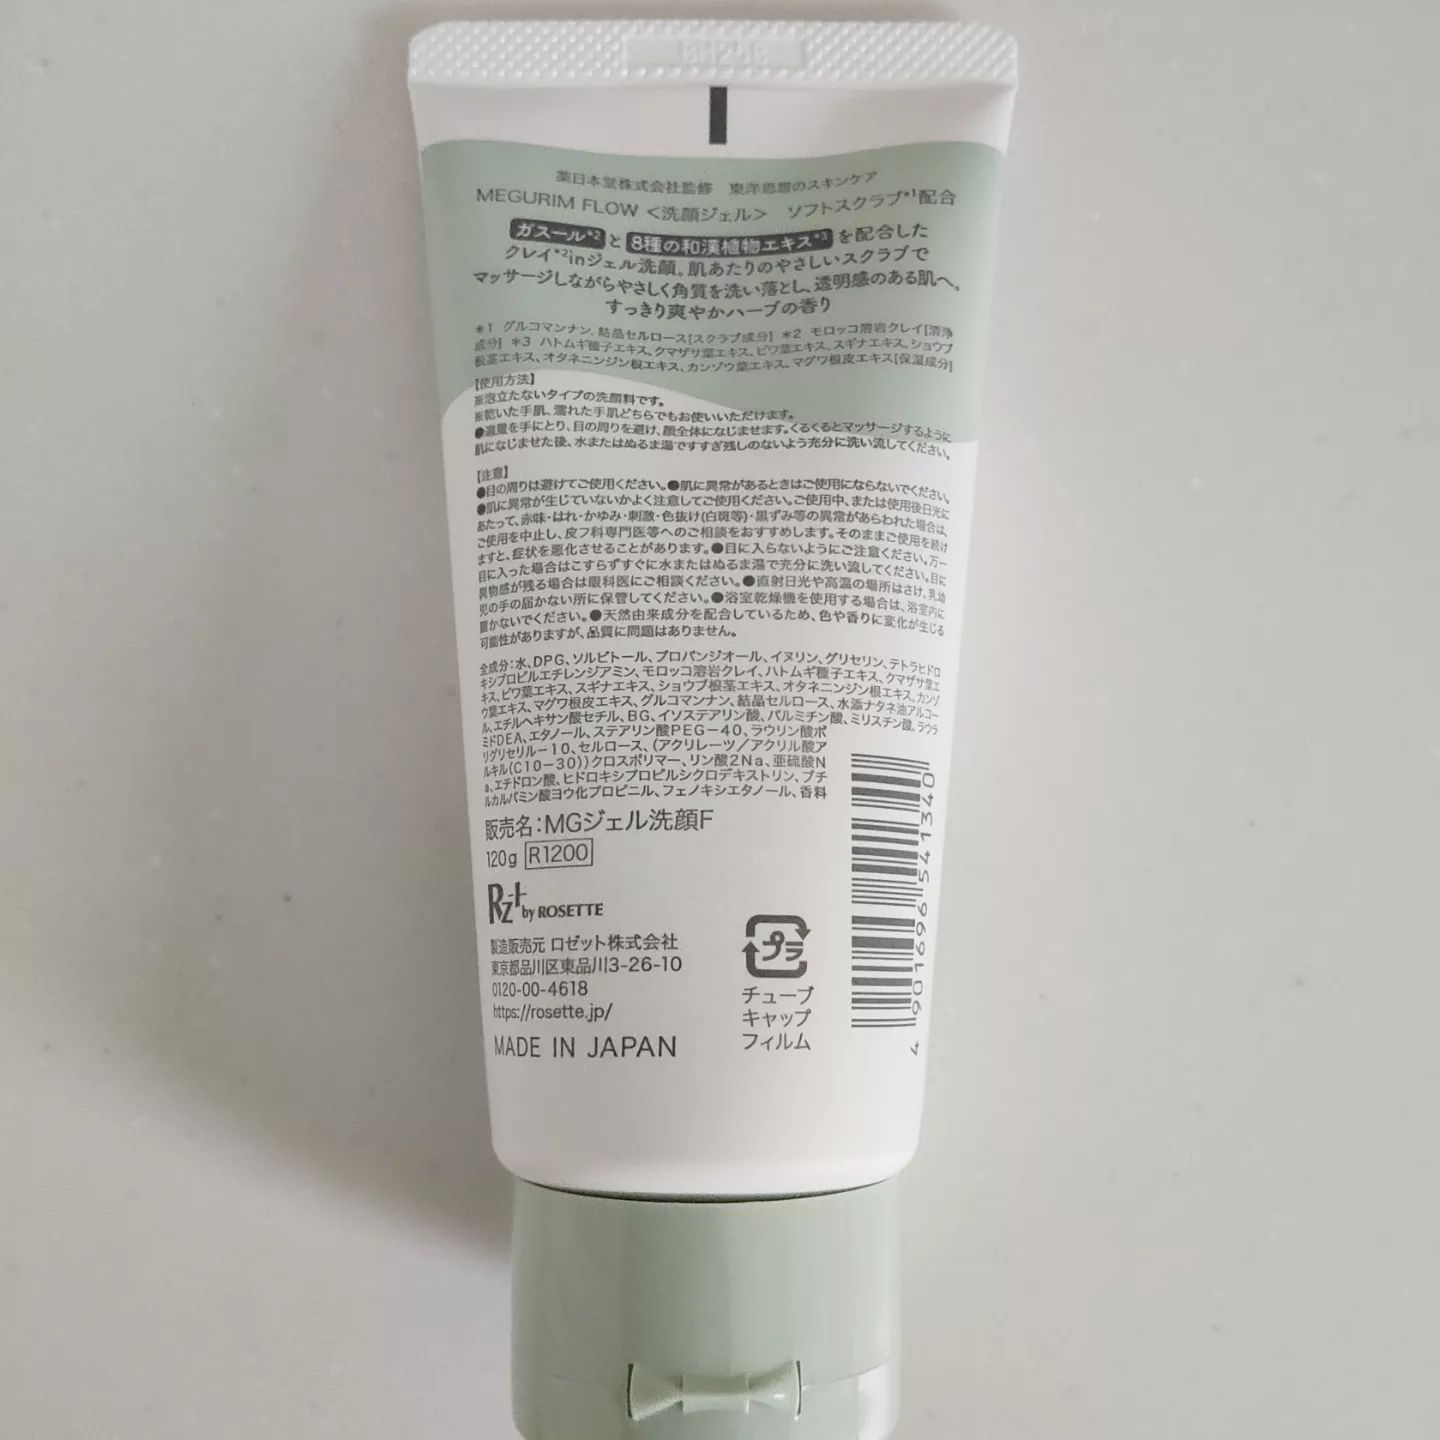 薬日本堂株式会社監修 東洋思想のスキンケア
MEGURIM FLOW <洗顔ジェル> ソフトスクラブ*1配合
ガスール*2と8種の和漢植物エキス*3を配合した
クレイ*2inジェル洗顔。肌あたりのやさしいスクラブで
マッサージしながらやさしく角質を洗い落とし、透明感のある肌へ。
すっきり爽やかハーブの香り
*1 グルコマンナン、結晶セルロース[スクラブ成分] *2 モロッコ溶岩クレイ[清浄
成分] *3 ハトムギ種子エキス、クマザサ葉エキス、ビワ葉エキス、スギナエキス、ショウブ
根茎エキス、オタネニンジン根エキス、カンゾウ葉エキス、マグワ根皮エキス[保湿成分]
【使用方法】
※泡立たないタイプの洗顔料です。
※乾いた手肌、濡れた手肌どちらでもお使いいただけます。
●適量を手にとり、目の周りを避け、顔全体になじませます。くるくるとマッサージするように
肌になじませた後、水またはぬるま湯ですすぎ残しのないよう充分に洗い流してください。
【注意】
●目の周りは避けてご使用ください。●肌に異常があるときはご使用にならないでください。
●肌に異常が生じていないかよく注意してご使用ください。ご使用中、または使用後日光に
あたって、赤味・はれ・かゆみ・刺激・色抜け(白斑等)・黒ずみ等の異常があらわれた場合は、
ご使用を中止し、皮フ科専門医等へのご相談をおすすめします。そのままご使用を続け
ますと、症状を悪化させることがあります。●目に入らないようにご注意ください。万一
目に入った場合はこすらずすぐに水またはぬるま湯で充分に洗い流してください。目に
異物感が残る場合は眼科医にご相談ください。●直射日光や高温の場所はさけ、乳幼
児の手の届かない所に保管してください。●浴室乾燥機を使用する場合は、浴室内に
置かないでください。●天然由来成分を配合しているため、色や香りに変化が生じる
可能性がありますが、品質に問題はありません。
全成分:水、DPG、ソルビトール、プロパンジオール、イヌリン、グリセリン、テトラヒドロ
キシプロピルエチレンジアミン、モロッコ溶岩クレイ、ハトムギ種子エキス、クマザサ葉エ
キス、ビワ葉エキス、スギナエキス、ショウブ根茎エキス、オタネニンジン根エキス、カンゾ
ウ葉エキス、マグワ根皮エキス、グルコマンナン、結晶セルロース、水添ナタネ油アルコー
ル、エチルヘキサン酸セチル、BG、イソステアリン酸、パルミチン酸、ミリスチン酸、ラウラ
ミドDEA、エタノール、ステアリン酸PEG-40、ラウリン酸ポ
リグリセリル-10、セルロース、(アクリレーツ/アクリル酸ア
ルキル(C10-30))クロスポリマー、リン酸2Na、亜硫酸N
a、エチドロン酸、ヒドロキシプロピルシクロデキストリン、ブチ
ルカルバミン酸ヨウ化プロピニル、フェノキシエタノール、香料
販売名:MGジェル洗顔F
120g R1200
Rz+ by ROSETTE
製造販売元 ロゼット株式会社
東京都品川区東品川3-26-10
0120-00-4618
https://rosette.jp/
MADE IN JAPAN
プラ
チューブ
キャップ
フィルム
4 901696 541340